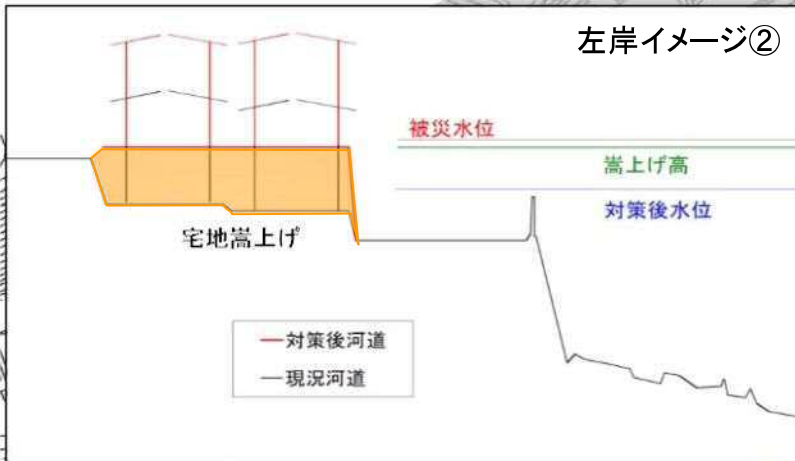 左岸イメージ②
被災水位
嵩上げ高
対策後水位
宅地嵩上げ
対策後河道
現況河道